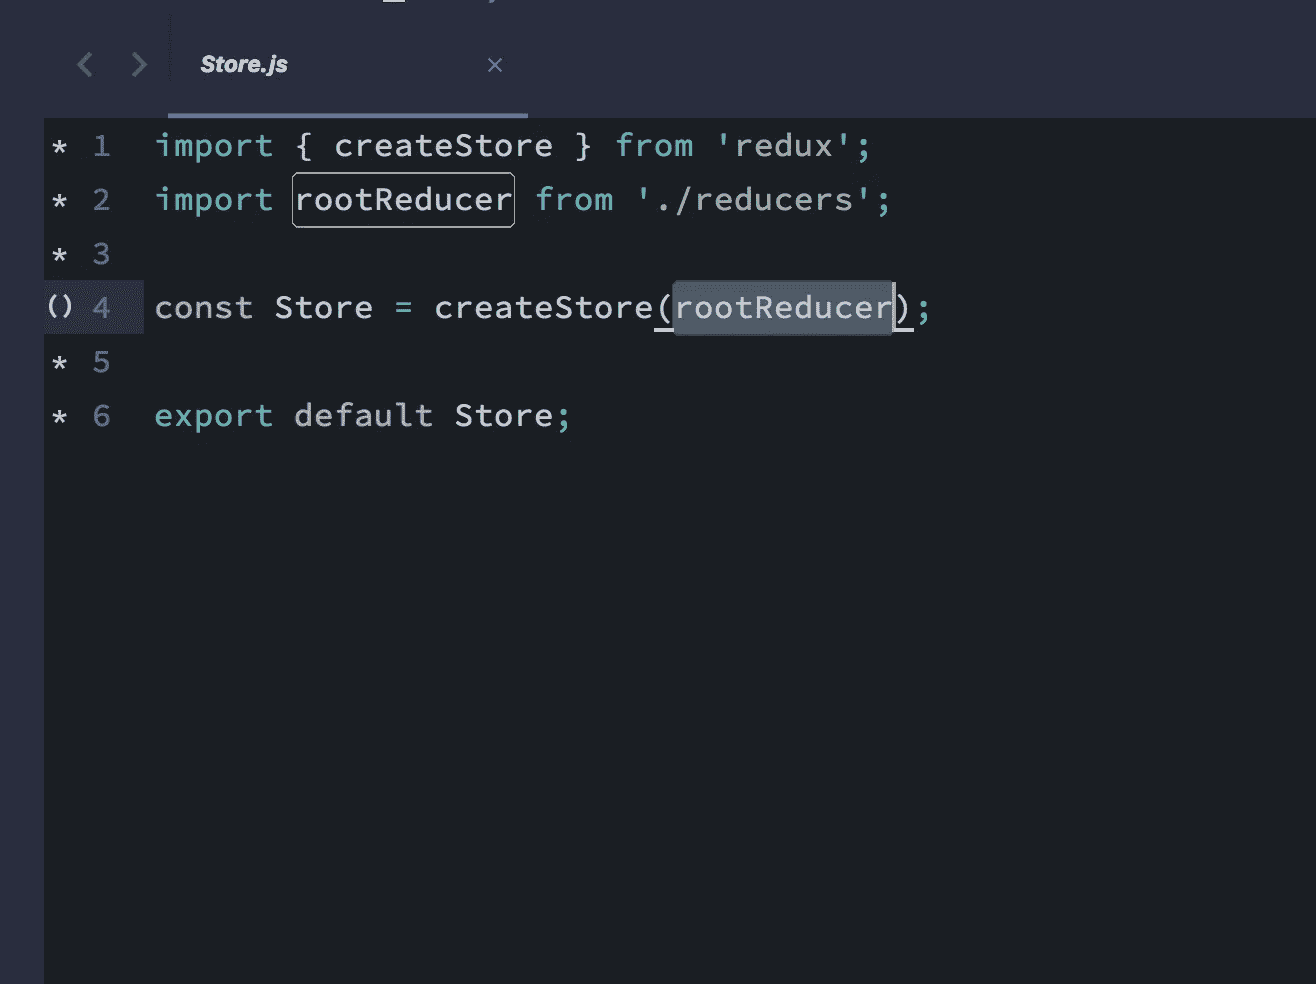 Store.js ×
* 1 import { createStore } from 'redux';
* 2 import rootReducer from './reducers';
* 3
() 4 const Store = createStore(rootReducer);
* 5
* 6 export default Store;